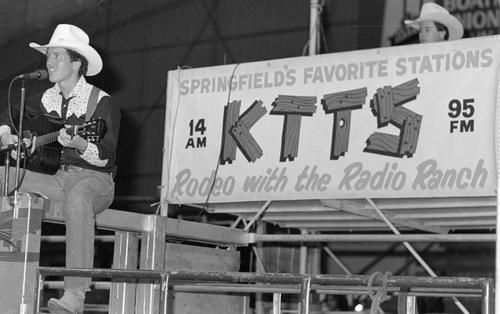 SPRINGFIELD'S FAVORITE STATIONS
14 AM
KTTS
95 FM
Rodeo with the Radio Ranch